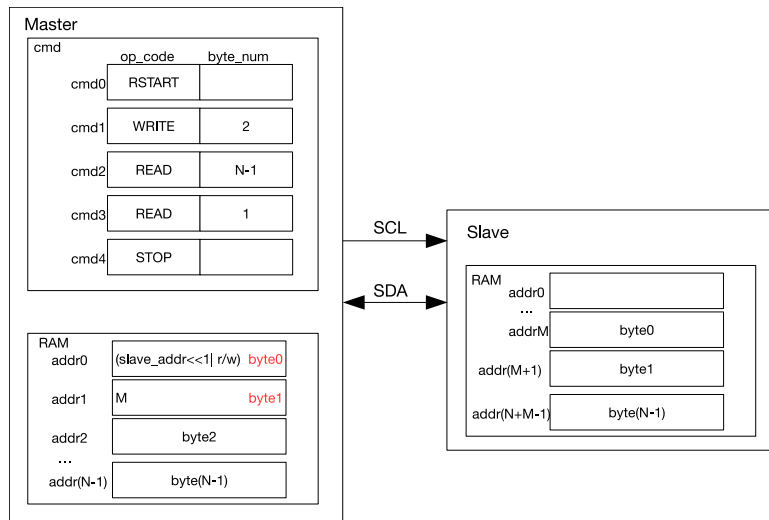 Master
cmd
op_code byte_num
cmd0 RSTART
cmd1 WRITE 2
cmd2 READ N-1
cmd3 READ 1
cmd4 STOP
RAM
addr0 (slave_addr<<1| r/w) byte0
addr1 M byte1
addr2 byte2
...
addr(N-1) byte(N-1)
SCL
SDA
Slave
RAM
addr0
...
addrM byte0
addr(M+1) byte1
addr(N+M-1) byte(N-1)